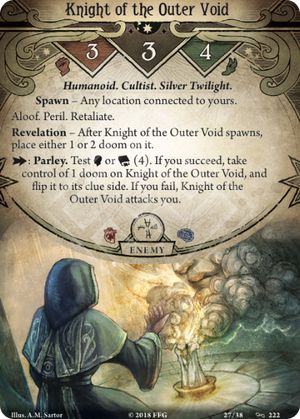 Knight of the Outer Void
3 3 4
Humanoid. Cultist. Silver Twilight.
Spawn – Any location connected to yours.
Aloof. Peril. Retaliate.
Revelation – After Knight of the Outer Void spawns,
place either 1 or 2 doom on it.
: Parley. Test or (4). If you succeed, take
control of 1 doom on Knight of the Outer Void, and
flip it to its clue side. If you fail, Knight of the
Outer Void attacks you.
ENEMY
Illus. A.M. Sartor © 2018 FFG 27/38 222